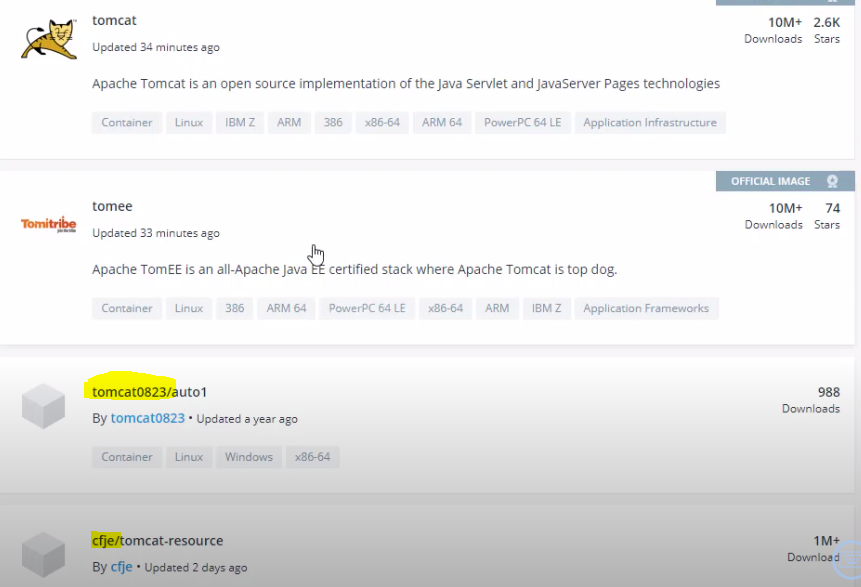 tomcat
10M+ 2.6K
Updated 34 minutes ago
Downloads Stars
Apache Tomcat is an open source implementation of the Java Servlet and JavaServer Pages technologies
Container Linux IBM Z ARM 386 x86-64 ARM 64 PowerPC 64 LE Application Infrastructure
OFFICIAL IMAGE
tomee
10M+ 74
Tomitribe
Updated 33 minutes ago
Downloads Stars
Apache TomEE is an all-Apache Java EE certified stack where Apache Tomcat is top dog.
Container Linux 386 ARM 64 PowerPC 64 LE x86-64 ARM IBM Z Application Frameworks
tomcat0823/auto1
988
By tomcat0823 • Updated a year ago
Downloads
Container Linux Windows x86-64
cfje/tomcat-resource
1M+
By cfje • Updated 2 days ago
Download